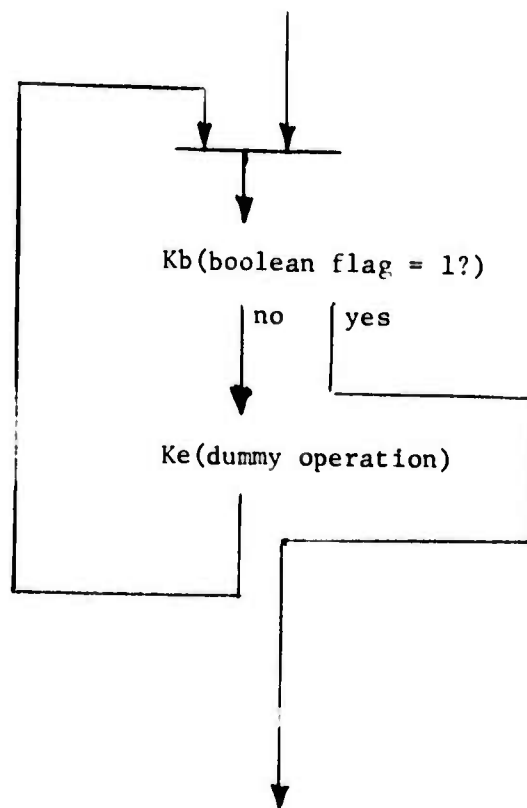 Kb(boolean flag = 1?)
no yes
Ke(dummy operation)